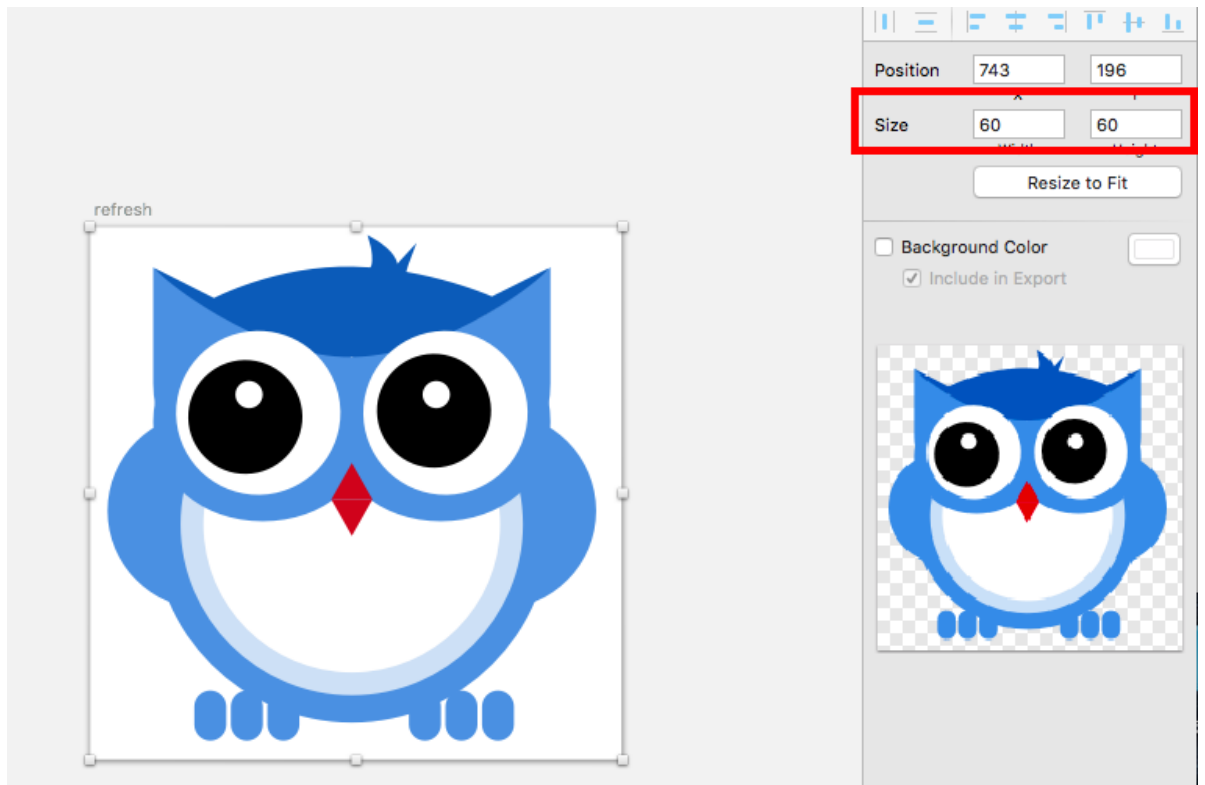 Position 743 196
Size 60 60
Resize to Fit
refresh
Background Color
Include in Export